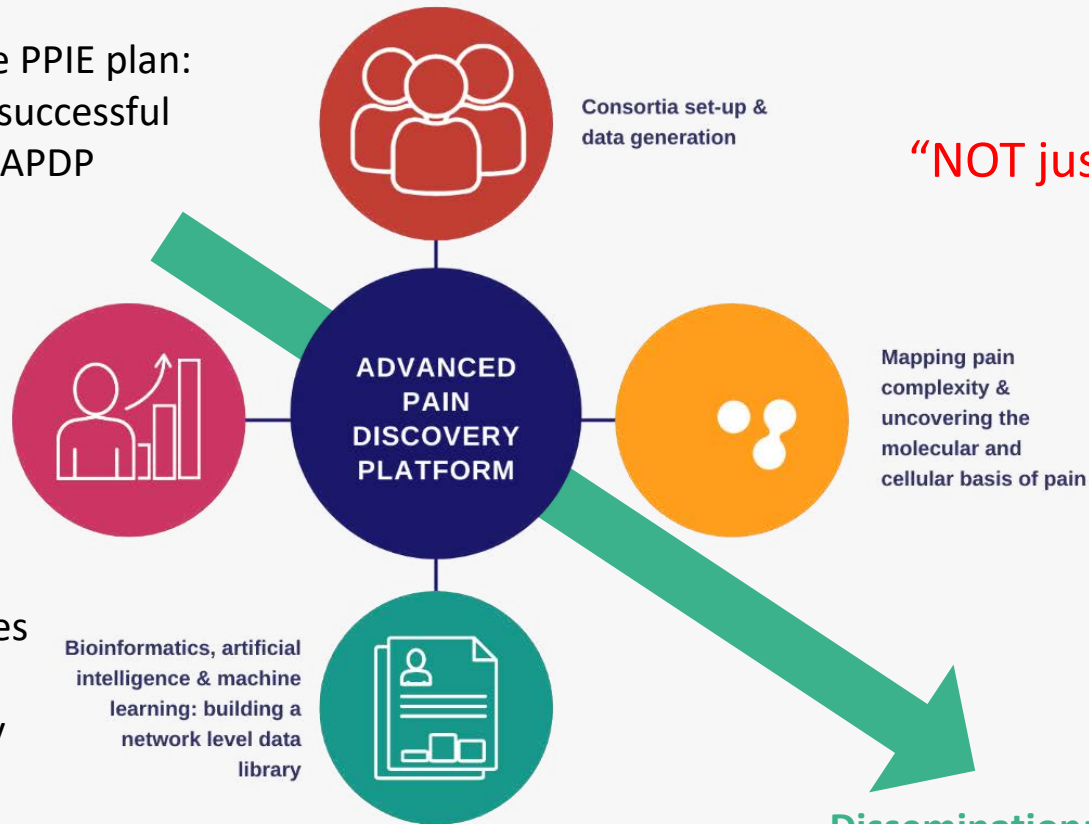 e PPIE plan:
successful
APDP
Consortia set-up &
data generation
“NOT jus
ADVANCED
PAIN
DISCOVERY
PLATFORM
Mapping pain
complexity &
uncovering the
molecular and
cellular basis of pain
es
Bioinformatics, artificial
intelligence & machine
learning: building a
network level data
library